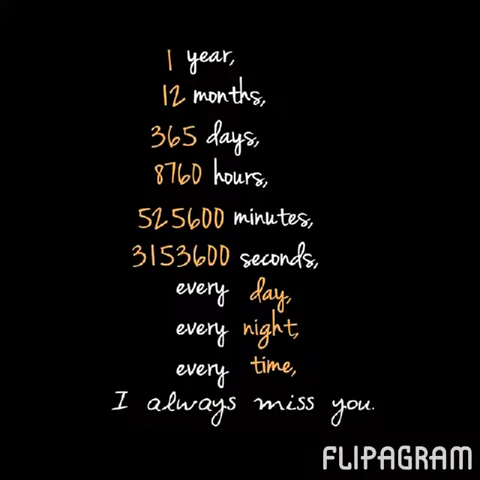 1 year,
12 months,
365 days,
8760 hours,
525600 minutes,
3153600 seconds,
every day,
every night,
every time,
I always miss you.
FLIPAGRAM